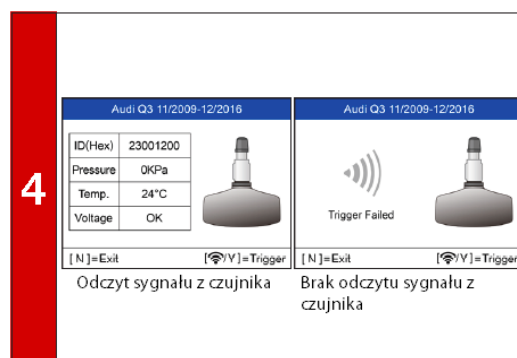 4
Audi Q3 11/2009-12/2016
ID(Hex) 23001200
Pressure 0KPa
Temp. 24°C
Voltage OK
[ N ]=Exit [ /Y ]=Trigger
Odczyt sygnału z czujnika
Audi Q3 11/2009-12/2016
Trigger Failed
[ N ]=Exit [ /Y ]=Trigger
Brak odczytu sygnału z
czujnika